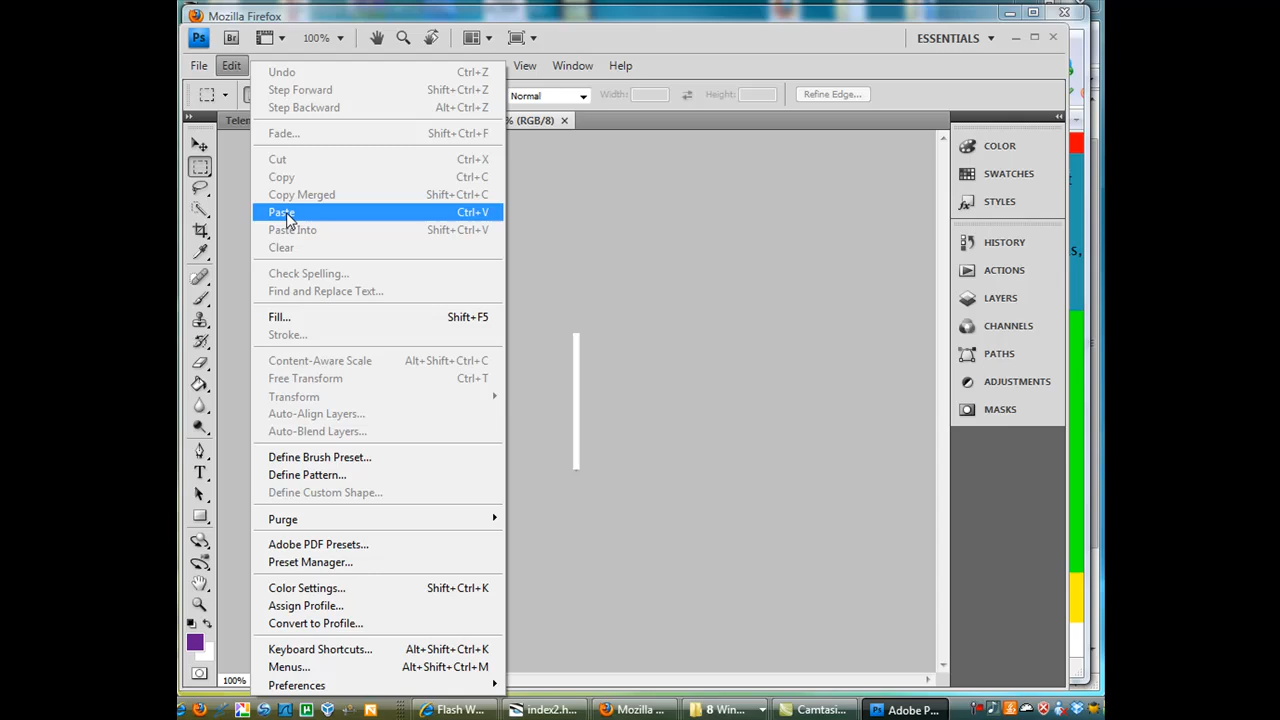 Mozilla Firefox
Ps Br 100% ESSENTIALS
File Edit View Window Help
Normal Width: Height: Refine Edge...
Telem % (RGB/8)
Undo Ctrl+Z
Step Forward Shift+Ctrl+Z
Step Backward Alt+Ctrl+Z
Fade... Shift+Ctrl+F
Cut Ctrl+X
Copy Ctrl+C
Copy Merged Shift+Ctrl+C
Paste Ctrl+V
Paste Into Shift+Ctrl+V
Clear
Check Spelling...
Find and Replace Text...
Fill... Shift+F5
Stroke...
Content-Aware Scale Alt+Shift+Ctrl+C
Free Transform Ctrl+T
Transform
Auto-Align Layers...
Auto-Blend Layers...
Define Brush Preset...
Define Pattern...
Define Custom Shape...
Purge
Adobe PDF Presets...
Preset Manager...
Color Settings... Shift+Ctrl+K
Assign Profile...
Convert to Profile...
Keyboard Shortcuts... Alt+Shift+Ctrl+K
Menus... Alt+Shift+Ctrl+M
Preferences
COLOR
SWATCHES
STYLES
HISTORY
ACTIONS
LAYERS
CHANNELS
PATHS
ADJUSTMENTS
MASKS
100%
Flash W... index2.h... Mozilla ... 8 Win... Camtasi... Adobe P...